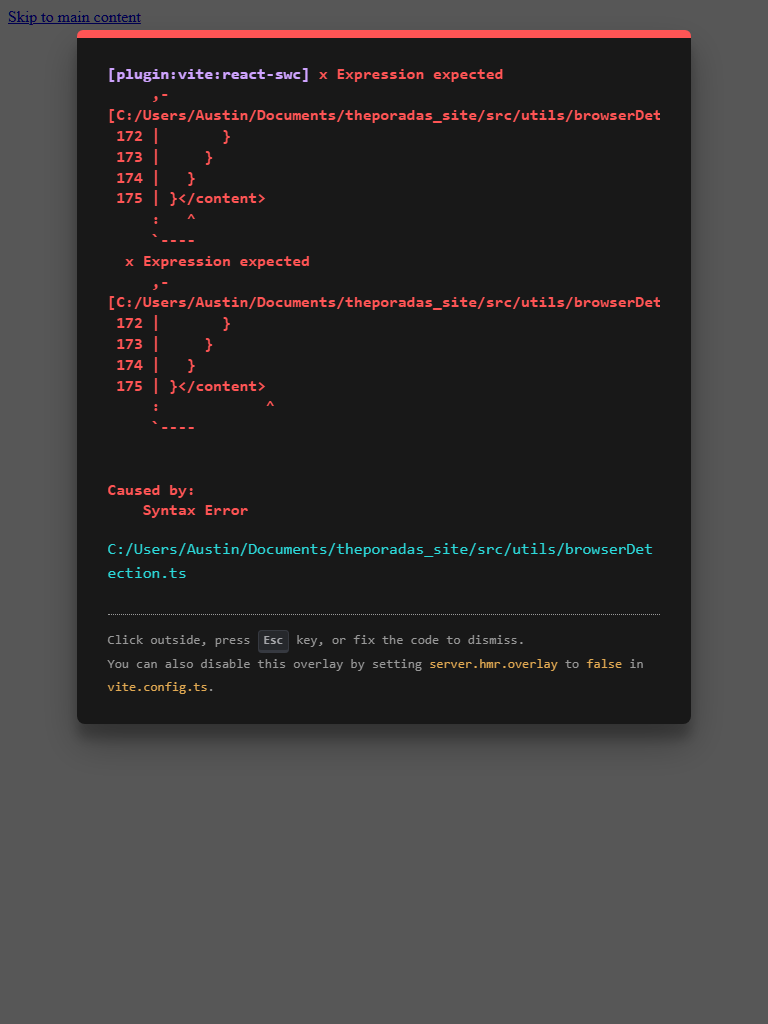 Skip to main content
[plugin:vite:react-swc] x Expression expected
,-
[C:/Users/Austin/Documents/theporadas_site/src/utils/browserDet
172 | }
173 | }
174 | }
175 | }</content>
: ^
`----
x Expression expected
,-
[C:/Users/Austin/Documents/theporadas_site/src/utils/browserDet
172 | }
173 | }
174 | }
175 | }</content>
: ^
`----
Caused by:
Syntax Error
C:/Users/Austin/Documents/theporadas_site/src/utils/browserDet
ection.ts
Click outside, press Esc key, or fix the code to dismiss.
You can also disable this overlay by setting server.hmr.overlay to false in
vite.config.ts.